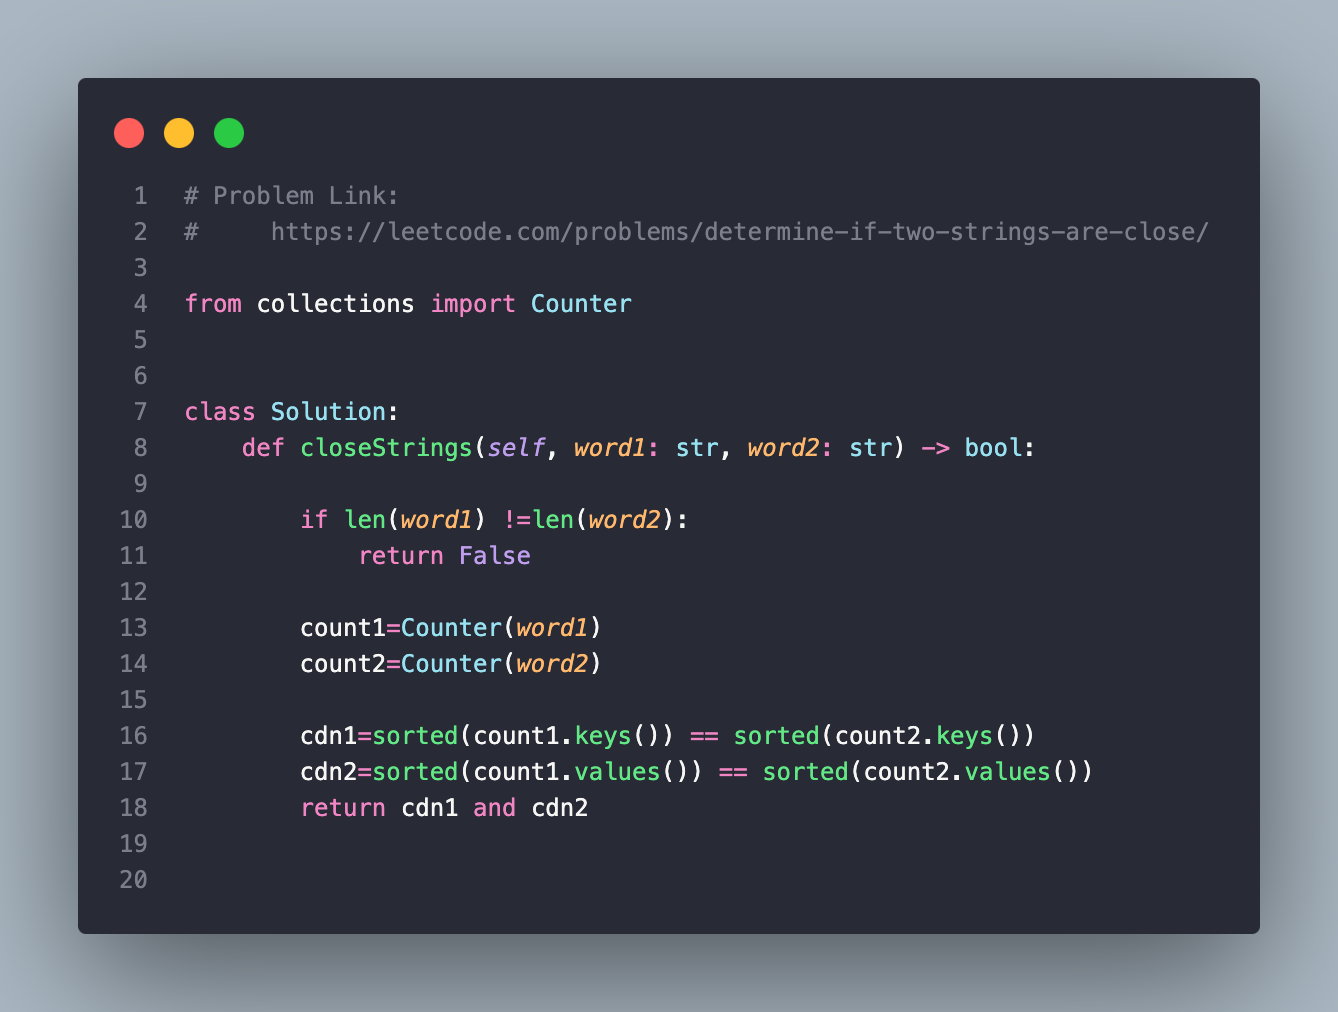 1 # Problem Link:
2 #     https://leetcode.com/problems/determine-if-two-strings-are-close/
3
4 from collections import Counter
5
6
7 class Solution:
8     def closeStrings(self, word1: str, word2: str) -> bool:
9
10         if len(word1) !=len(word2):
11             return False
12
13         count1=Counter(word1)
14         count2=Counter(word2)
15
16         cdn1=sorted(count1.keys()) == sorted(count2.keys())
17         cdn2=sorted(count1.values()) == sorted(count2.values())
18         return cdn1 and cdn2
19
20